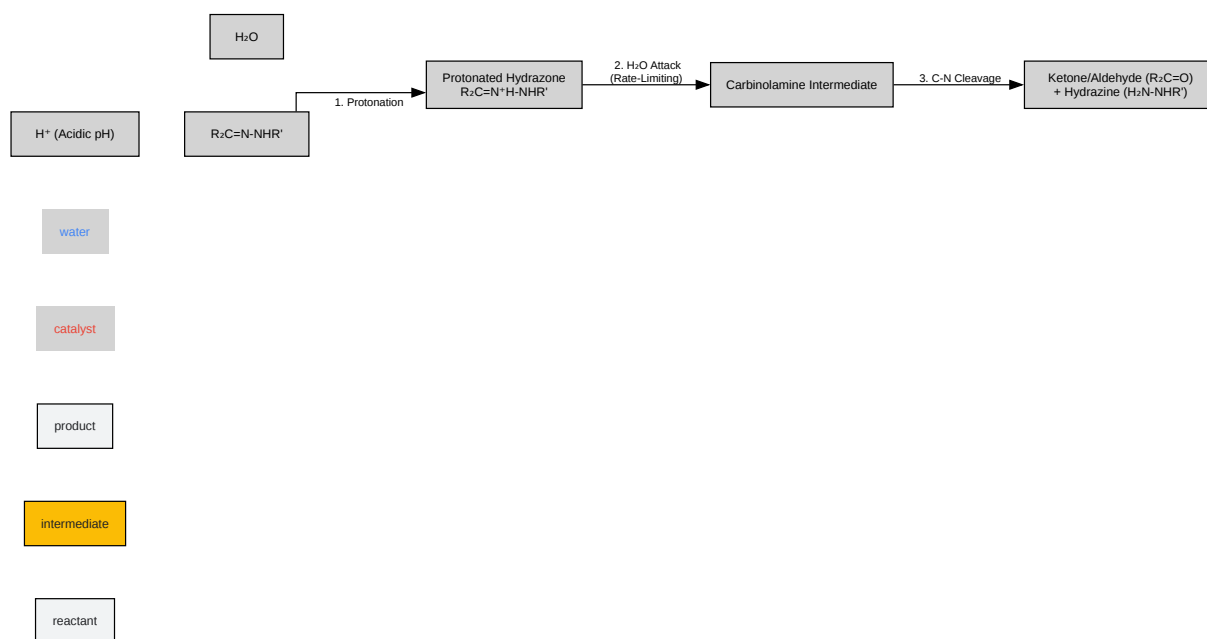 H₂O
H⁺ (Acidic pH)
R₂C=N-NHR'
1. Protonation
Protonated Hydrazone
R₂C=N⁺H-NHR'
2. H₂O Attack
(Rate-Limiting)
Carbinolamine Intermediate
3. C-N Cleavage
Ketone/Aldehyde (R₂C=O)
+ Hydrazine (H₂N-NHR')
water
catalyst
product
intermediate
reactant